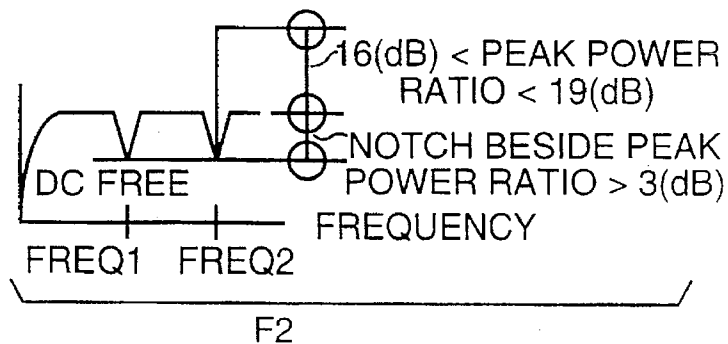 16(dB) < PEAK POWER
RATIO < 19(dB)
NOTCH BESIDE PEAK
POWER RATIO > 3(dB)
DC FREE
FREQUENCY
FREQ1 FREQ2
F2